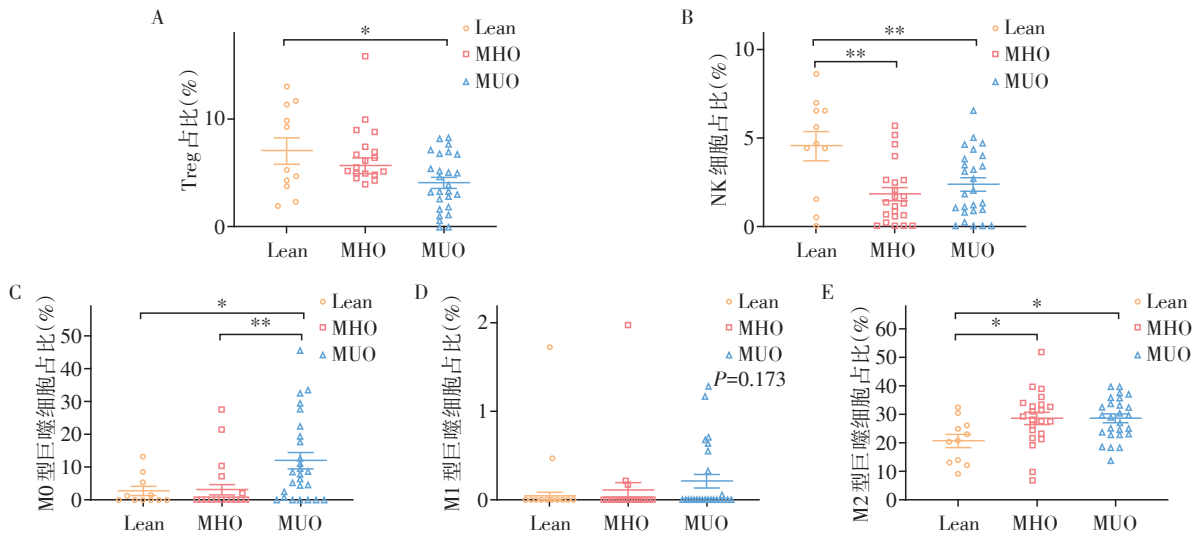 A
Treg 占比(%)
10
0
*
Lean
MHO
MUO
Lean MHO MUO
B
NK 细胞占比(%)
10
5
0
**
**
Lean
MHO
MUO
Lean MHO MUO
C
M0 型巨噬细胞占比(%)
50
40
30
20
10
0
*
**
Lean
MHO
MUO
Lean MHO MUO
D
M1 型巨噬细胞占比(%)
2
1
0
Lean
MHO
MUO
P=0.173
Lean MHO MUO
E
M2 型巨噬细胞占比(%)
60
50
40
30
20
10
0
*
*
Lean
MHO
MUO
Lean MHO MUO